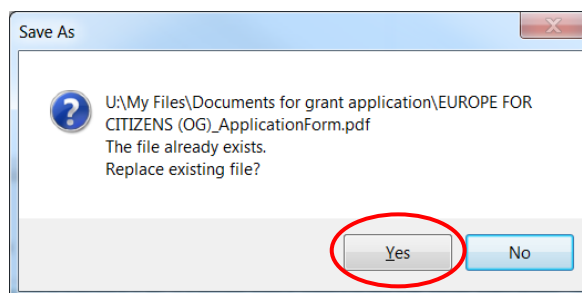 Save As
U:\My Files\Documents for grant application\EUROPE FOR
CITIZENS (OG)_ApplicationForm.pdf
The file already exists.
Replace existing file?
Yes
No